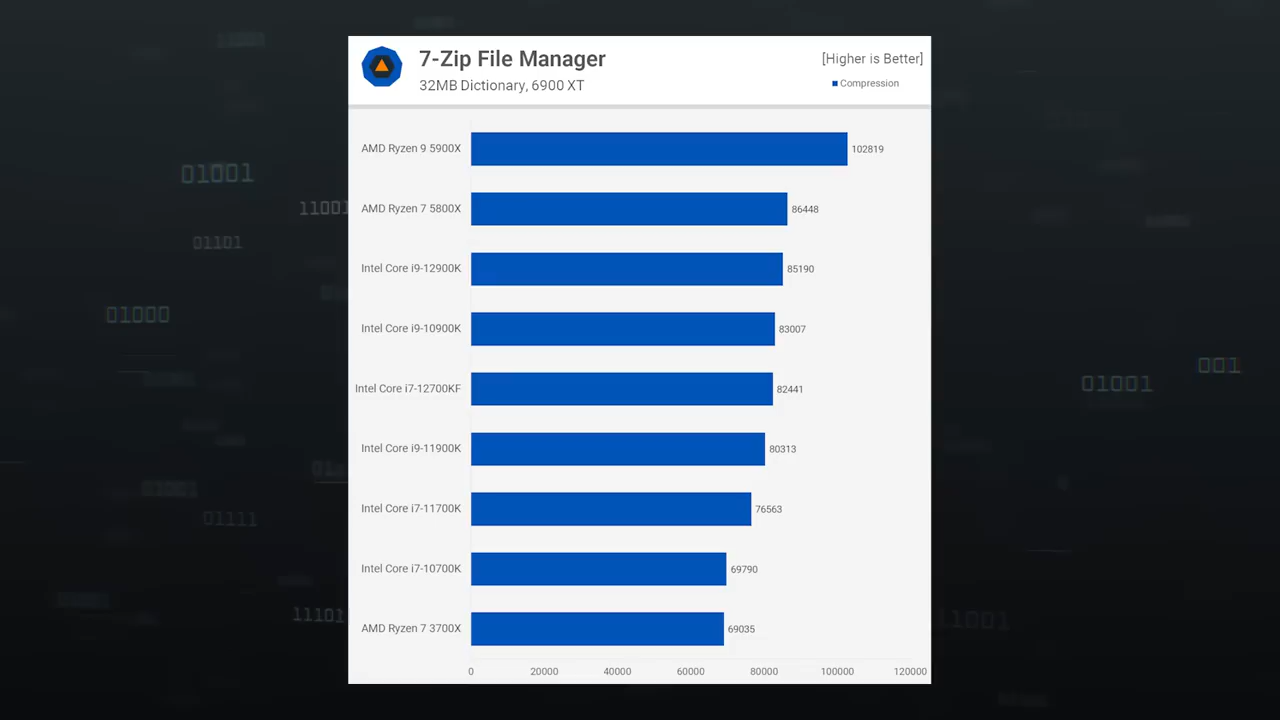 7-Zip File Manager
[Higher is Better]
32MB Dictionary, 6900 XT
Compression
AMD Ryzen 9 5900X
102819
AMD Ryzen 7 5800X
86448
Intel Core i9-12900K
85190
Intel Core i9-10900K
83007
Intel Core i7-12700KF
82441
Intel Core i9-11900K
80313
Intel Core i7-11700K
76563
Intel Core i7-10700K
69790
AMD Ryzen 7 3700X
69035
0 20000 40000 60000 80000 100000 120000
01001
11001
01101
01000
01001
001
01001
01111
11101
11001